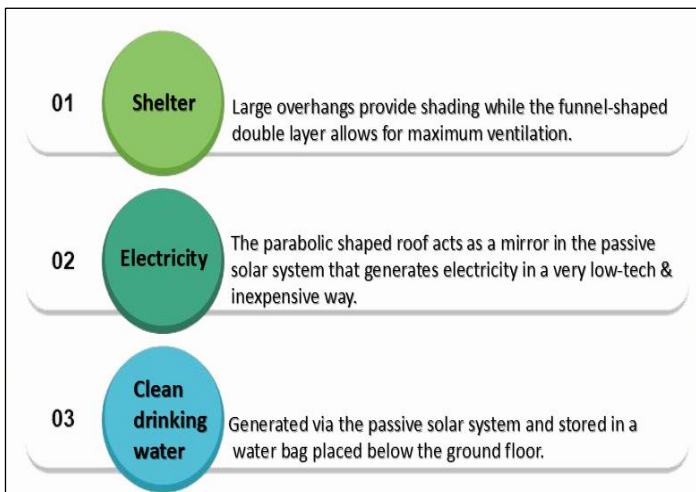 01
Shelter
Large overhangs provide shading while the funnel-shaped
double layer allows for maximum ventilation.
02
Electricity
The parabolic shaped roof acts as a mirror in the passive
solar system that generates electricity in a very low-tech &
inexpensive way.
03
Clean
drinking
water
Generated via the passive solar system and stored in a
water bag placed below the ground floor.